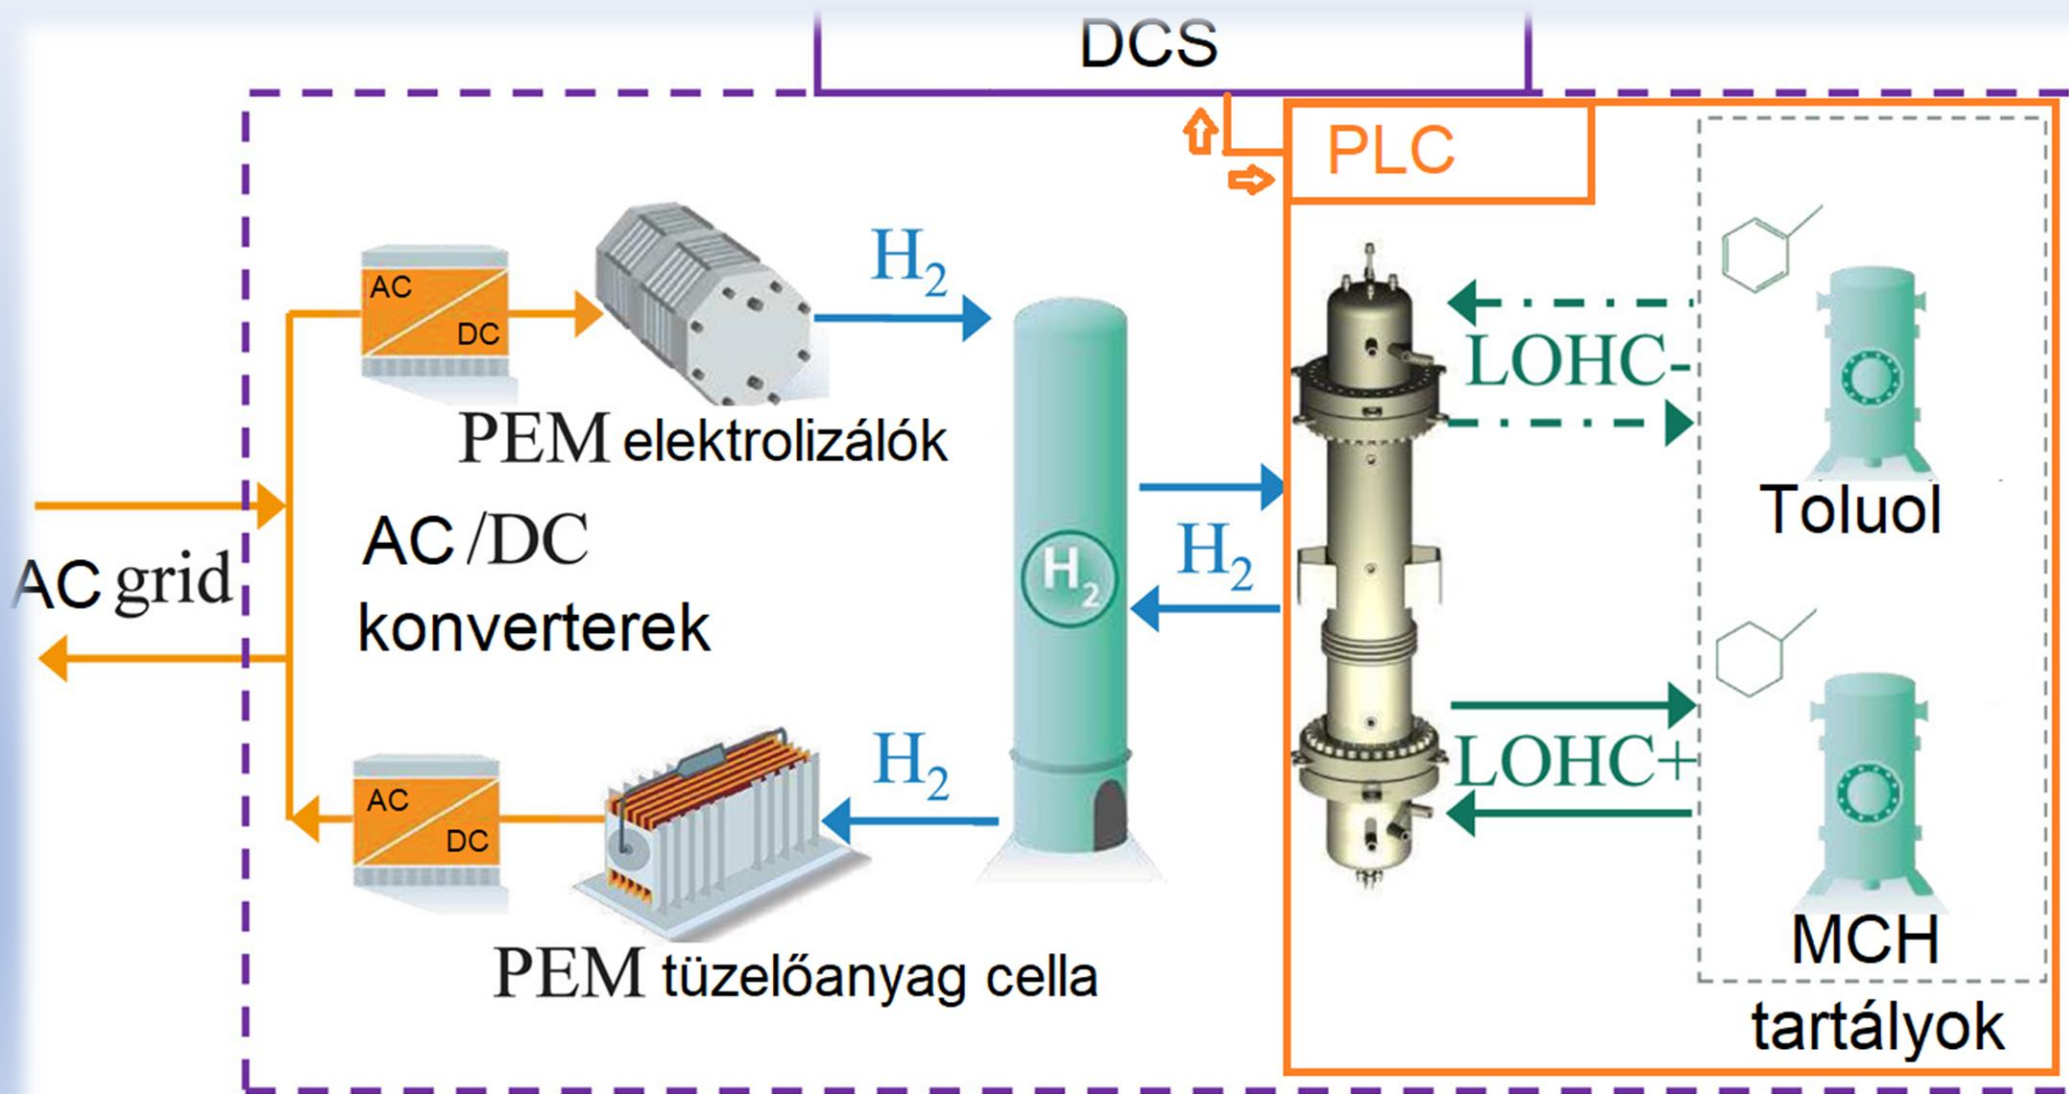 DCS
PLC
AC
DC
H2
PEM elektrolizálók
LOHC-
Toluol
AC grid
AC /DC
konverterek
H2
H2
AC
DC
H2
PEM tüzelőanyag cella
LOHC+
MCH
tartályok